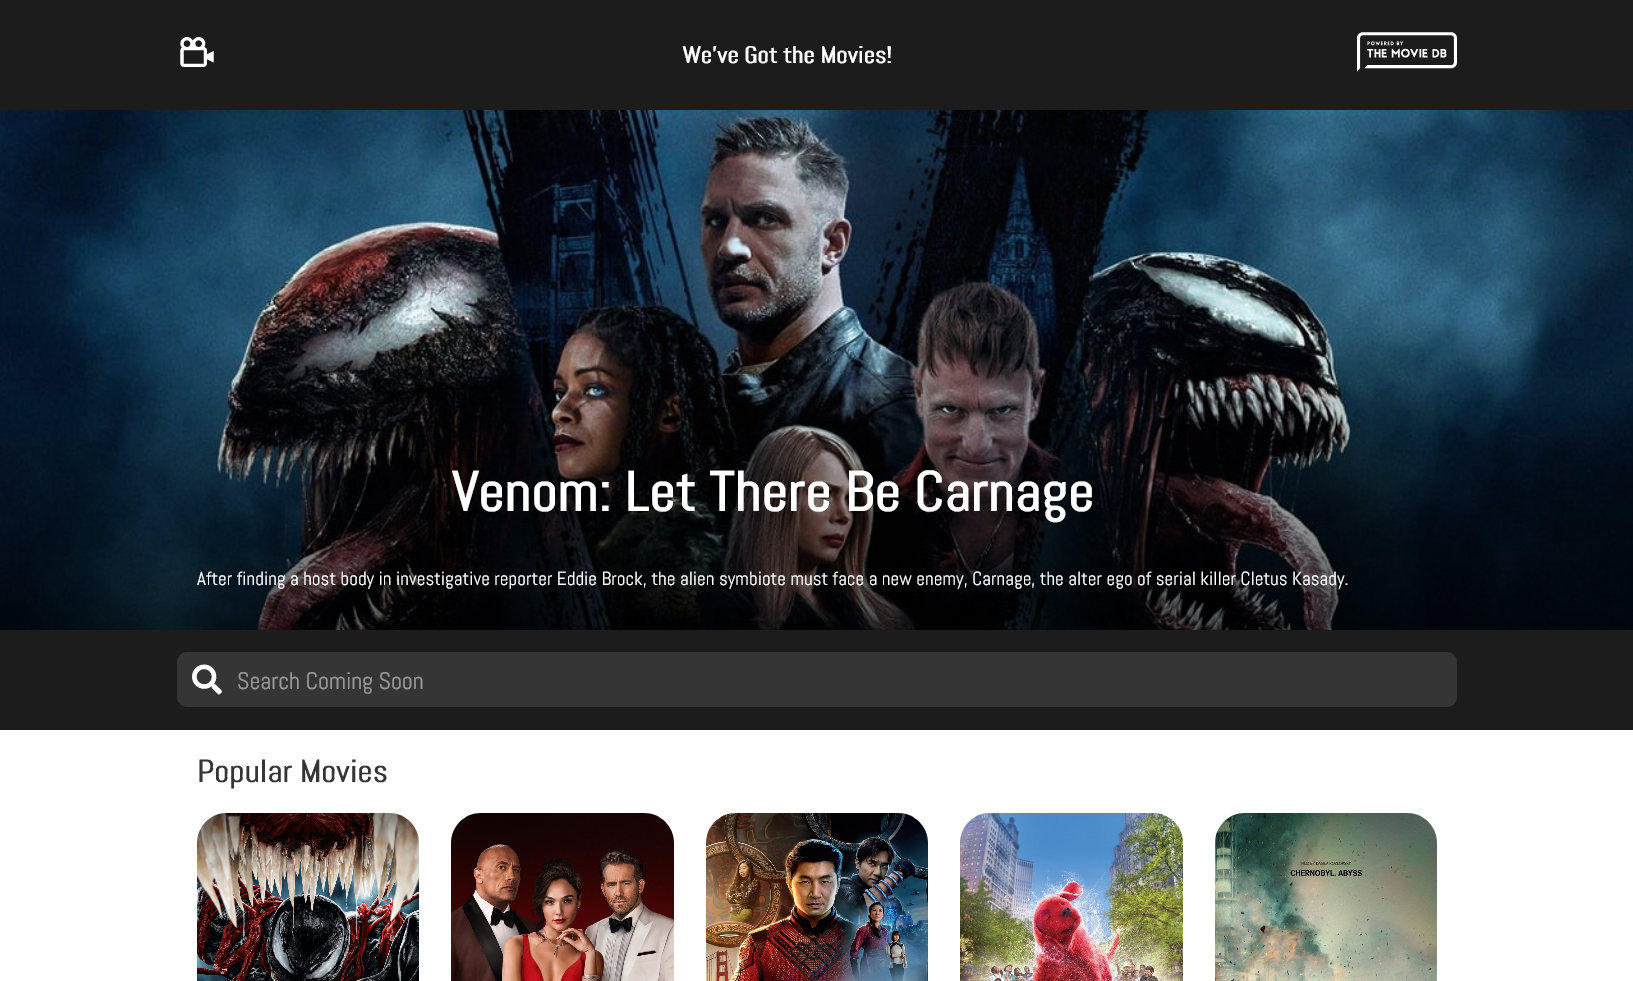 We've Got the Movies!
POWERED BY
THE MOVIE DB
Venom: Let There Be Carnage
After finding a host body in investigative reporter Eddie Brock, the alien symbiote must face a new enemy, Carnage, the alter ego of serial killer Cletus Kasady.
Search Coming Soon
Popular Movies
CHERNOBYL. ABYSS